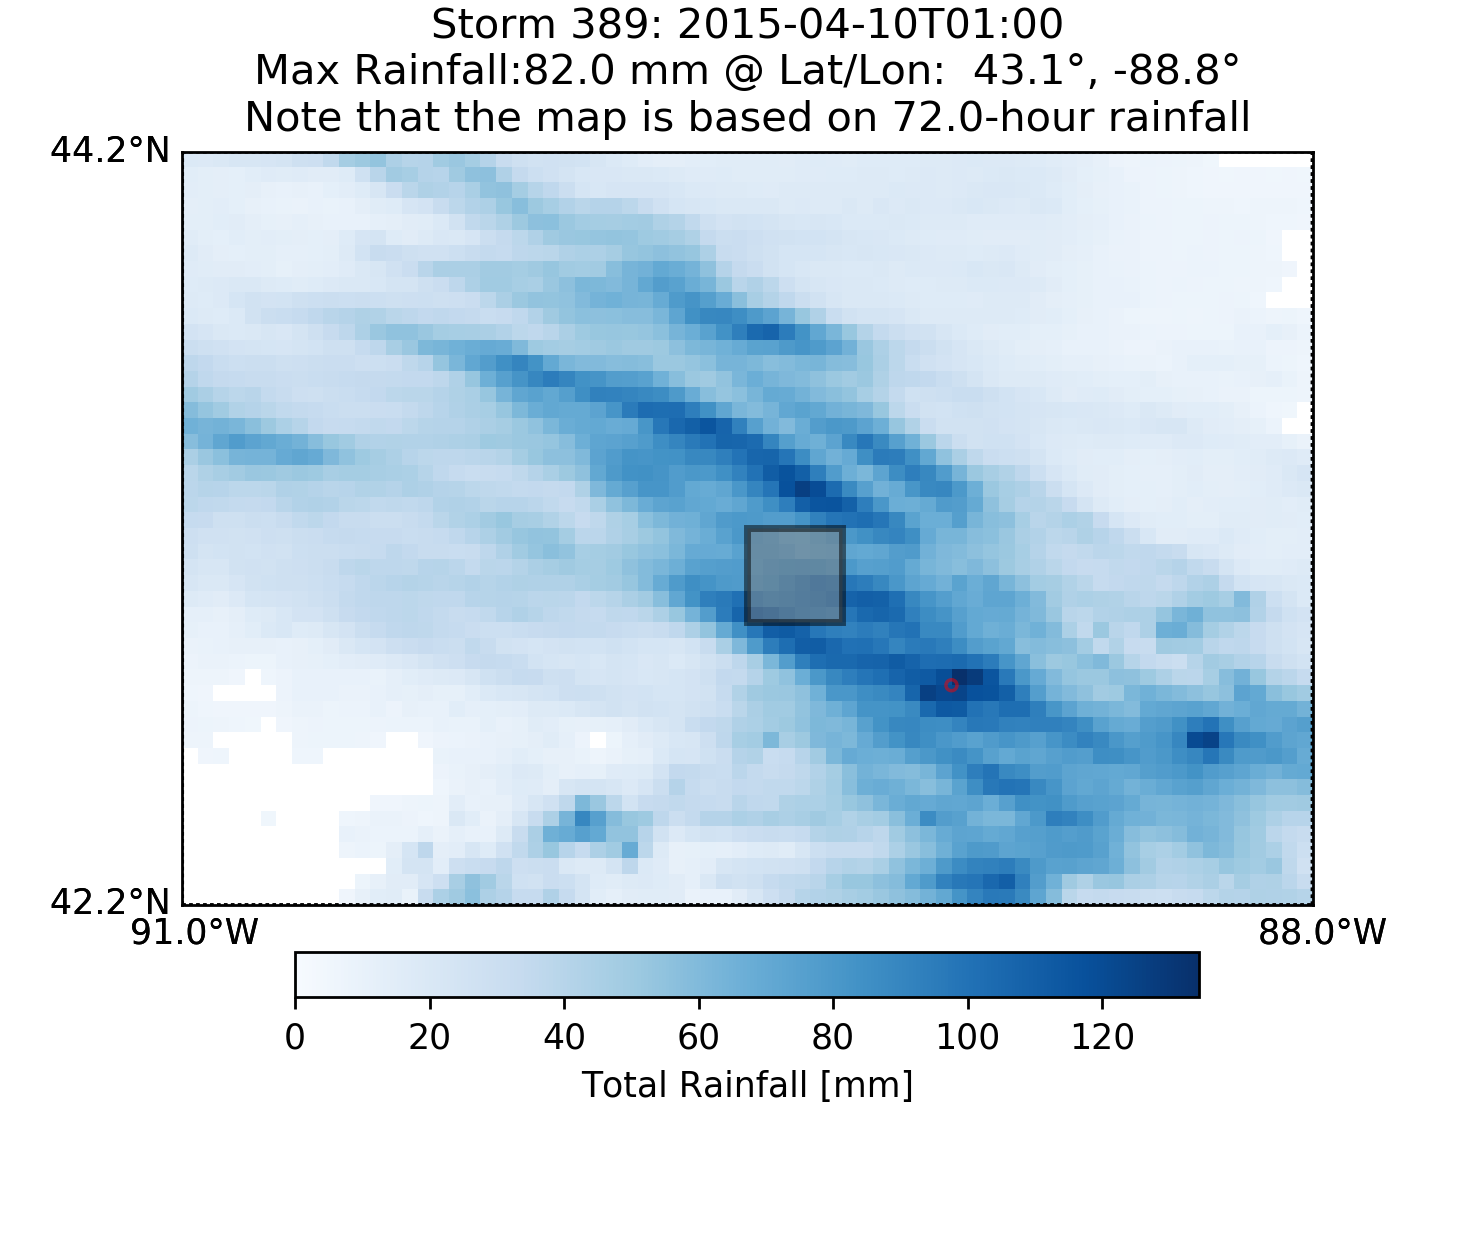 Storm 389: 2015-04-10T01:00
Max Rainfall:82.0 mm @ Lat/Lon:  43.1°, -88.8°
Note that the map is based on 72.0-hour rainfall
44.2°N
42.2°N
91.0°W 88.0°W
0 20 40 60 80 100 120
Total Rainfall [mm]